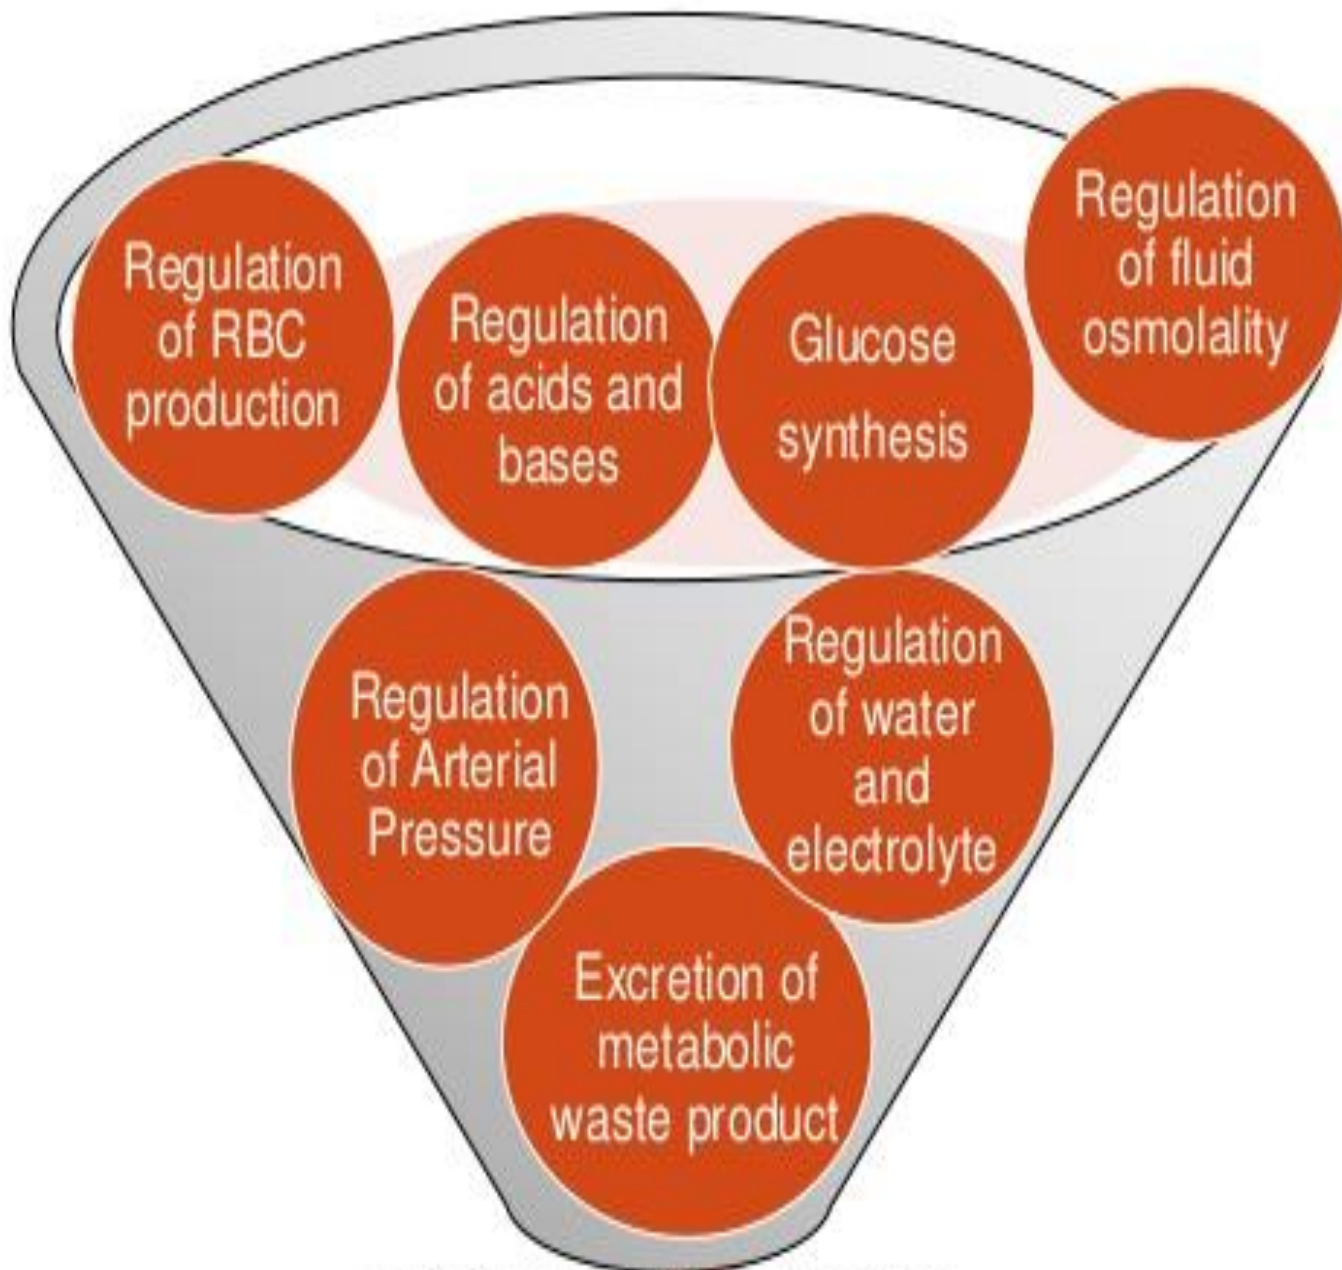 Regulation
of RBC
production
Regulation
of acids and
bases
Glucose
synthesis
Regulation
of fluid
osmolality
Regulation
of Arterial
Pressure
Regulation
of water
and
electrolyte
Excretion of
metabolic
waste product